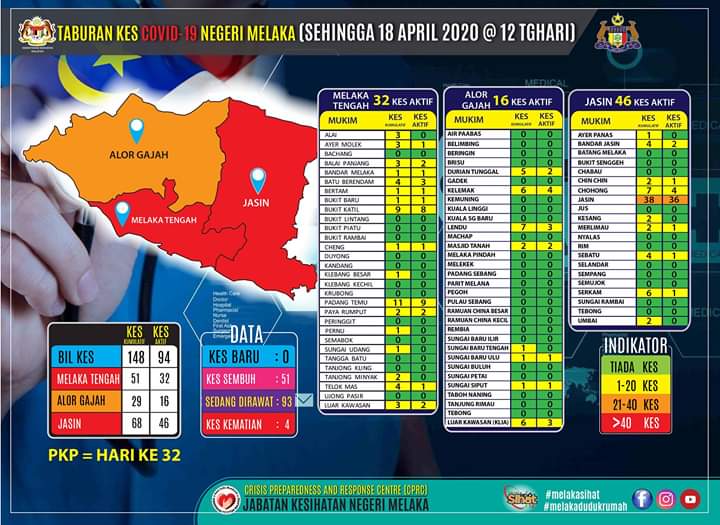 TABURAN KES COVID-19 NEGERI MELAKA (SEHINGGA 18 APRIL 2020 @ 12 TGHARI)
ALOR GAJAH
JASIN
MELAKA TENGAH
MELAKA TENGAH 32 KES AKTIF
MUKIM KES KUMULATIF KES AKTIF
ALAI 3 0
AYER MOLEK 3 1
BACHANG 0 0
BALAI PANJANG 3 2
BANDAR MELAKA 1 1
BATU BERENDAM 4 3
BERTAM 1 1
BUKIT BARU 1 1
BUKIT KATIL 9 8
BUKIT LINTANG 0 0
BUKIT PIATU 0 0
BUKIT RAMBAI 0 0
CHENG 1 1
DUYONG 0 0
KANDANG 0 0
KLEBANG BESAR 1 0
KLEBANG KECHIL 0 0
KRUBONG 0 0
PADANG TEMU 11 9
PAYA RUMPUT 2 2
PERINGGIT 0 0
PERNU 1 0
SEMABOK 0 0
SUNGAI UDANG 1 0
TANGGA BATU 0 0
TANJONG KLING 0 0
TANJONG MINYAK 2 0
TELOK MAS 4 1
UJONG PASIR 0 0
LUAR KAWASAN 3 2
ALOR GAJAH 16 KES AKTIF
MUKIM KES KUMULATIF KES AKTIF
AIR PAABAS 0 0
BELIMBING 0 0
BERINGIN 0 0
BRISU 0 0
DURIAN TUNGGAL 5 2
GADEK 0 0
KELEMAK 6 4
KEMUNING 0 0
KUALA LINGGI 0 0
KUALA SG BARU 0 0
LENDU 7 3
MACHAP 0 0
MASJID TANAH 2 2
MELAKA PINDAH 0 0
MELEKEK 0 0
PADANG SEBANG 0 0
PARIT MELANA 0 0
PEGOH 0 0
PULAU SEBANG 0 0
RAMUAN CHINA BESAR 0 0
RAMUAN CHINA KECIL 0 0
REMBIA 0 0
SUNGAI BARU ILIR 0 0
SUNGAI BARU TENGAH 1 0
SUNGAI BARU ULU 1 1
SUNGAI BULUH 0 0
SUNGAI PETAI 0 0
SUNGAI SIPUT 1 1
TABOH NANING 0 0
TANJUNG RIMAU 0 0
TEBONG 0 0
LUAR KAWASAN (KLIA) 6 3
JASIN 46 KES AKTIF
MUKIM KES KUMULATIF KES AKTIF
AYER PANAS 1 0
BANDAR JASIN 4 2
BATANG MELAKA 0 0
BUKIT SENGGEH 0 0
CHABAU 0 0
CHIN CHIN 2 1
CHOHONG 7 4
JASIN 38 36
JUS 0 0
KESANG 2 0
MERLIMAU 2 1
NYALAS 0 0
RIM 0 0
SEBATU 4 1
SELANDAR 0 0
SEMPANG 0 0
SEMUJOK 0 0
SERKAM 6 1
SUNGAI RAMBAI 0 0
TEBONG 0 0
UMBAI 2 0
KES KUMULATIF KES AKTIF
BIL KES 148 94
MELAKA TENGAH 51 32
ALOR GAJAH 29 16
JASIN 68 46
PKP = HARI KE 32
DATA
KES BARU : 0
KES SEMBUH : 51
SEDANG DIRAWAT : 93
KES KEMATIAN : 4
INDIKATOR
TIADA KES
1-20 KES
21-40 KES
>40 KES
Health Care
Doctor
Hospital
Pharmacist
Nurse
Dentist
First Aid
MEDICAL
CRISIS PREPAREDNESS AND RESPONSE CENTRE (CPRC)
JABATAN KESIHATAN NEGERI MELAKA
Sihat
#melakasihat
#melakadudukrumah